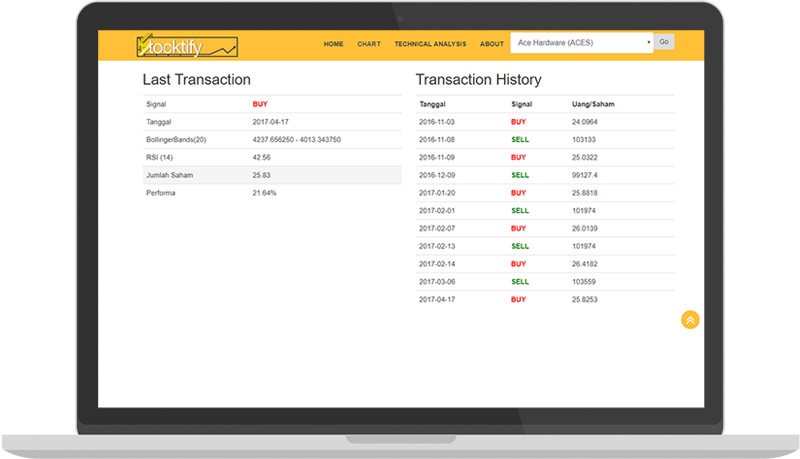 Stocktify
HOME CHART TECHNICAL ANALYSIS ABOUT Ace Hardware (ACES) Go
Last Transaction
Signal BUY
Tanggal 2017-04-17
BollingerBands(20) 4237.656250 - 4013.343750
RSI (14) 42.56
Jumlah Saham 25.83
Performa 21.64%
Transaction History
Tanggal Signal Uang/Saham
2016-11-03 BUY 24.0964
2016-11-08 SELL 103133
2016-11-09 BUY 25.0322
2016-12-09 SELL 99127.4
2017-01-20 BUY 25.8818
2017-02-01 SELL 101974
2017-02-07 BUY 26.0139
2017-02-13 SELL 101974
2017-02-14 BUY 26.4182
2017-03-06 SELL 103559
2017-04-17 BUY 25.8253